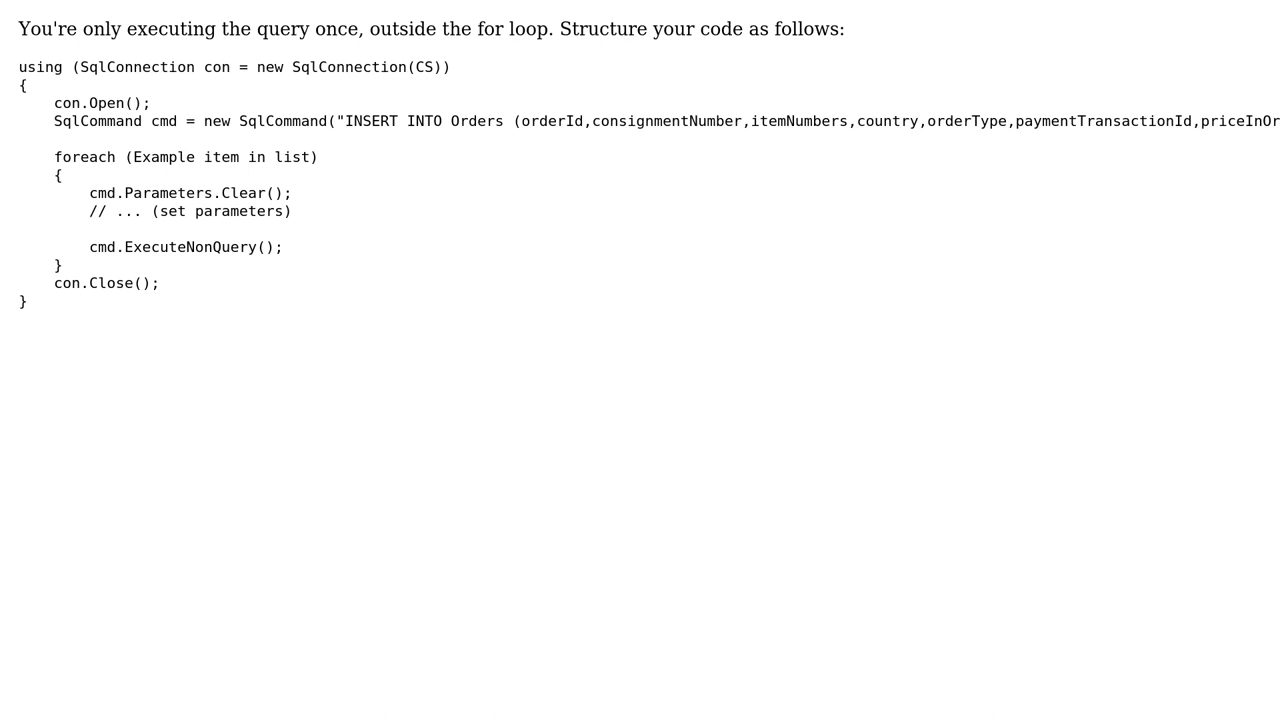 You're only executing the query once, outside the for loop. Structure your code as follows:
using (SqlConnection con = new SqlConnection(CS))
{
    con.Open();
    SqlCommand cmd = new SqlCommand("INSERT INTO Orders (orderId,consignmentNumber,itemNumbers,country,orderType,paymentTransactionId,priceInOr
    foreach (Example item in list)
    {
        cmd.Parameters.Clear();
        // ... (set parameters)
        cmd.ExecuteNonQuery();
    }
    con.Close();
}